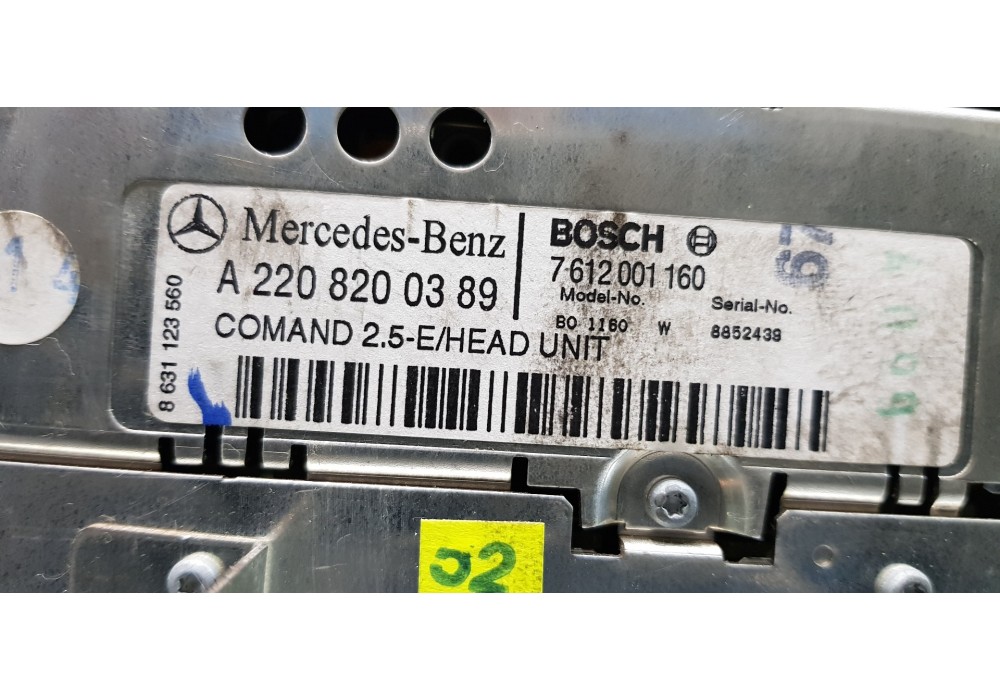 Mercedes-Benz
A 220 820 03 89
COMAND 2.5-E/HEAD UNIT
8 631 123 560
BOSCH
7 612 001 160
Model-No.
Serial-No.
BO 1160 W
8852439
02